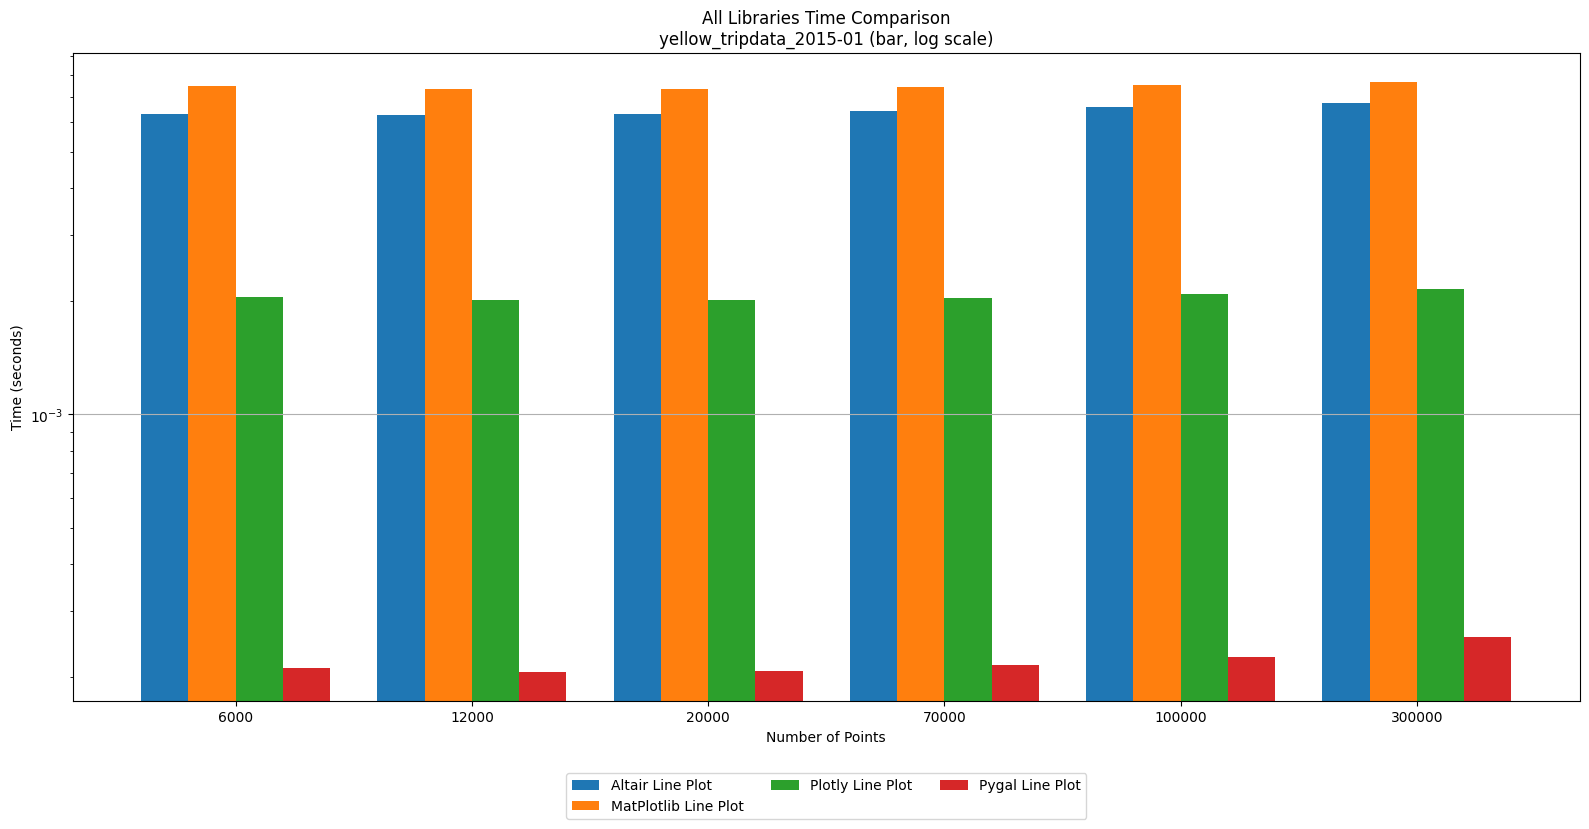 All Libraries Time Comparison
yellow_tripdata_2015-01 (bar, log scale)
Time (seconds)
10⁻³
6000 12000 20000 70000 100000 300000
Number of Points
Altair Line Plot Plotly Line Plot Pygal Line Plot
MatPlotlib Line Plot